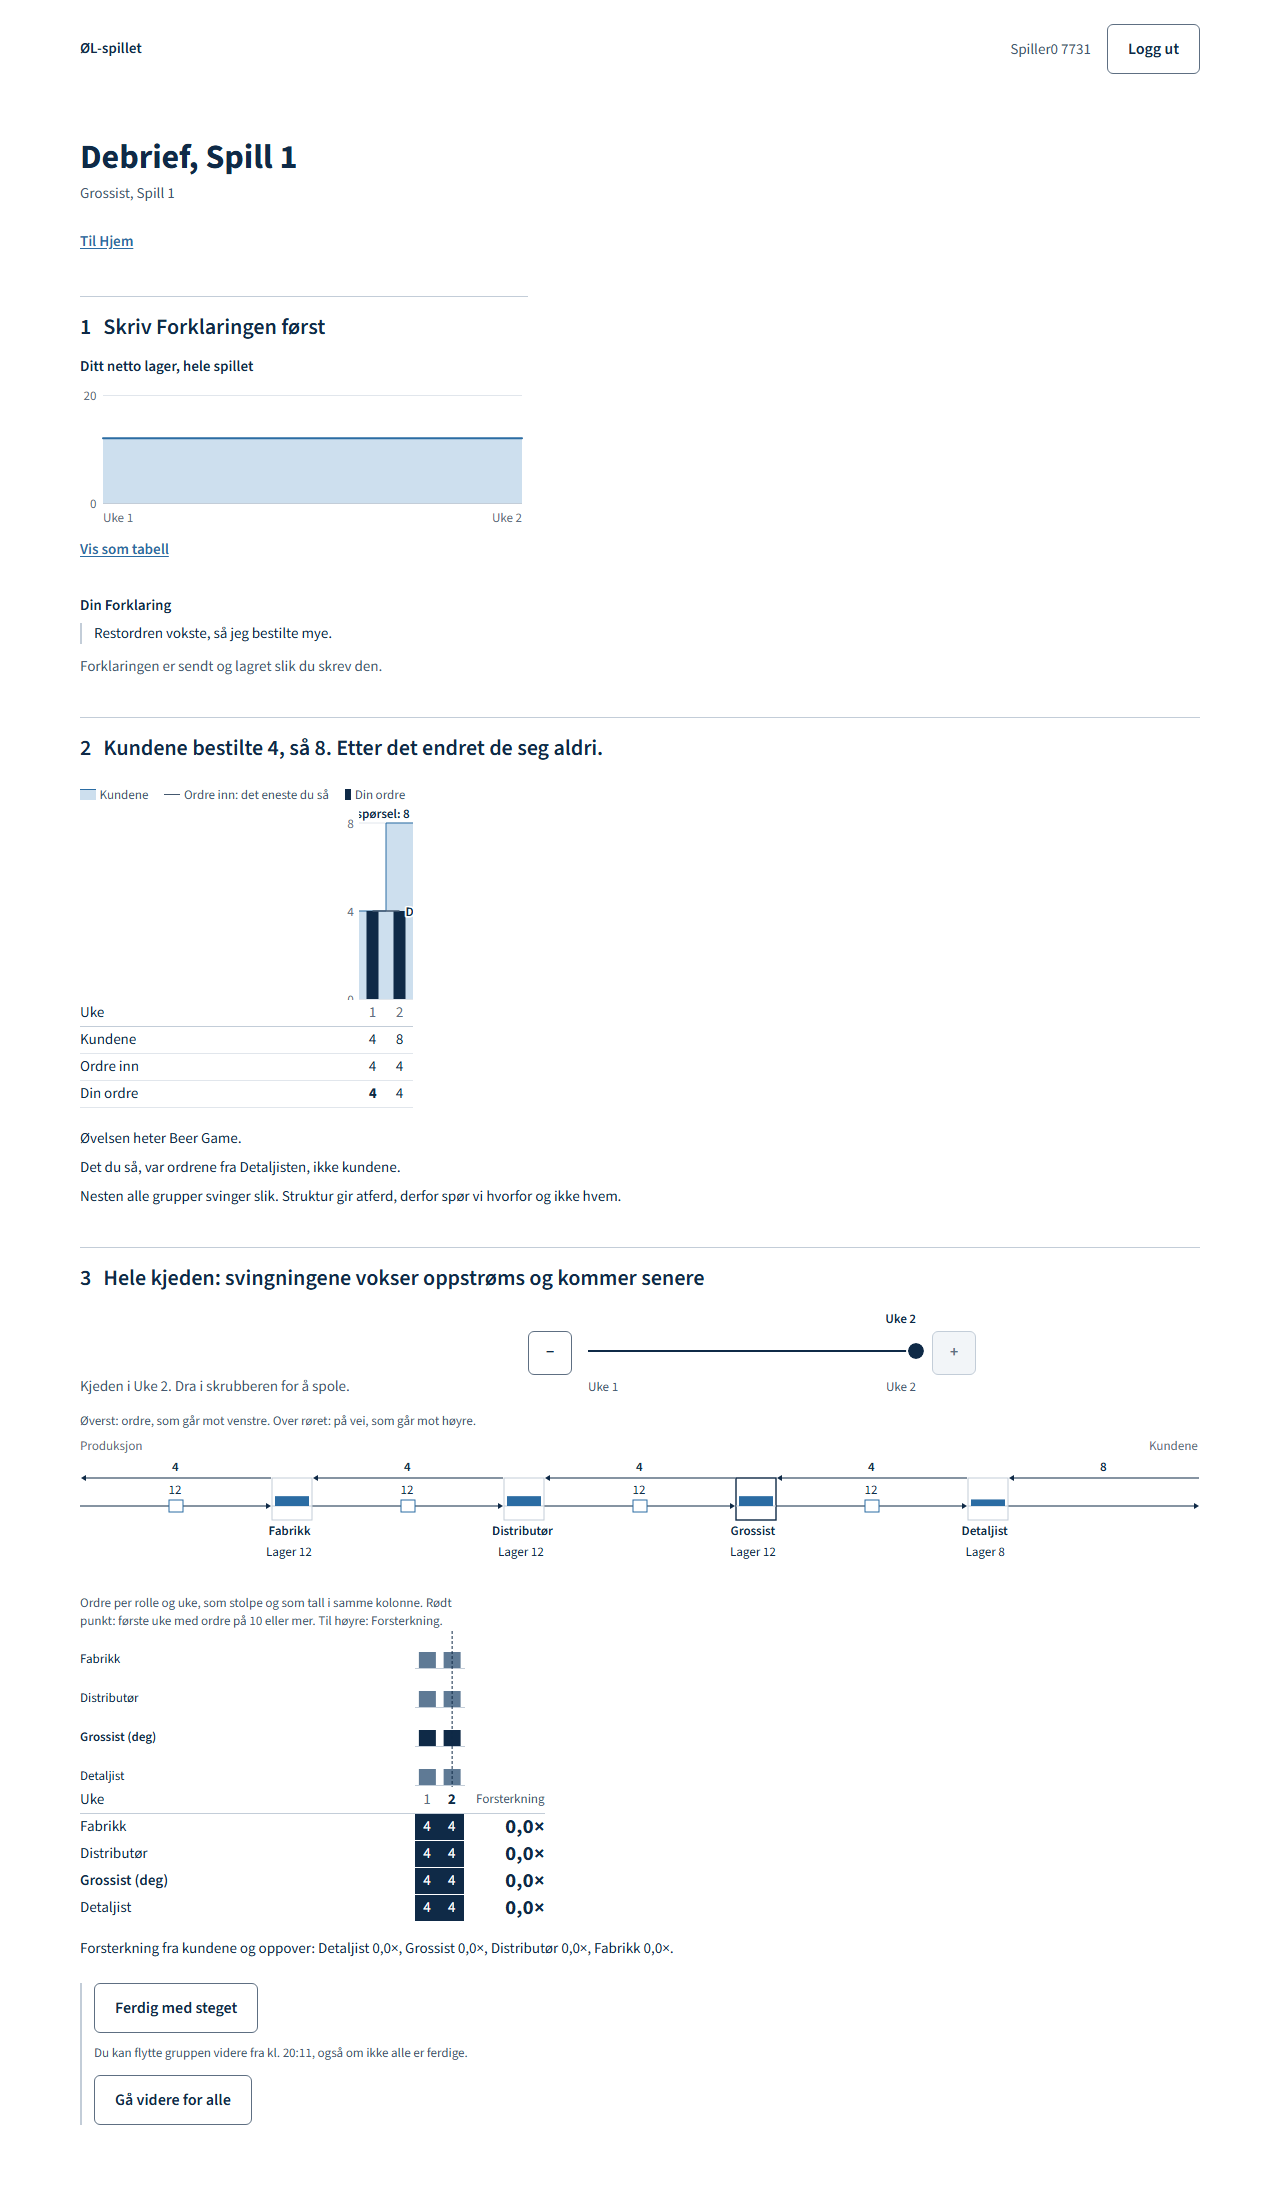 ØL-spillet
Spiller0 7731
Logg ut
Debrief, Spill 1
Grossist, Spill 1
Til Hjem
1 Skriv Forklaringen først
Ditt netto lager, hele spillet
20
0
Uke 1 Uke 2
Vis som tabell
Din Forklaring
Restordren vokste, så jeg bestilte mye.
Forklaringen er sendt og lagret slik du skrev den.
2 Kundene bestilte 4, så 8. Etter det endret de seg aldri.
Kundene Ordre inn: det eneste du så Din ordre
spørsel: 8
8
4 D
0
Uke 1 2
Kundene 4 8
Ordre inn 4 4
Din ordre 4 4
Øvelsen heter Beer Game.
Det du så, var ordrene fra Detaljisten, ikke kundene.
Nesten alle grupper svinger slik. Struktur gir atferd, derfor spør vi hvorfor og ikke hvem.
3 Hele kjeden: svingningene vokser oppstrøms og kommer senere
Uke 2
− +
Kjeden i Uke 2. Dra i skrubberen for å spole. Uke 1 Uke 2
Øverst: ordre, som går mot venstre. Over røret: på vei, som går mot høyre.
Produksjon Kundene
4 4 4 4 8
12 12 12 12
Fabrikk Distributør Grossist Detaljist
Lager 12 Lager 12 Lager 12 Lager 8
Ordre per rolle og uke, som stolpe og som tall i samme kolonne. Rødt
punkt: første uke med ordre på 10 eller mer. Til høyre: Forsterkning.
Fabrikk
Distributør
Grossist (deg)
Detaljist
Uke 1 2 Forsterkning
Fabrikk 4 4 0,0×
Distributør 4 4 0,0×
Grossist (deg) 4 4 0,0×
Detaljist 4 4 0,0×
Forsterkning fra kundene og oppover: Detaljist 0,0×, Grossist 0,0×, Distributør 0,0×, Fabrikk 0,0×.
Ferdig med steget
Du kan flytte gruppen videre fra kl. 20:11, også om ikke alle er ferdige.
Gå videre for alle